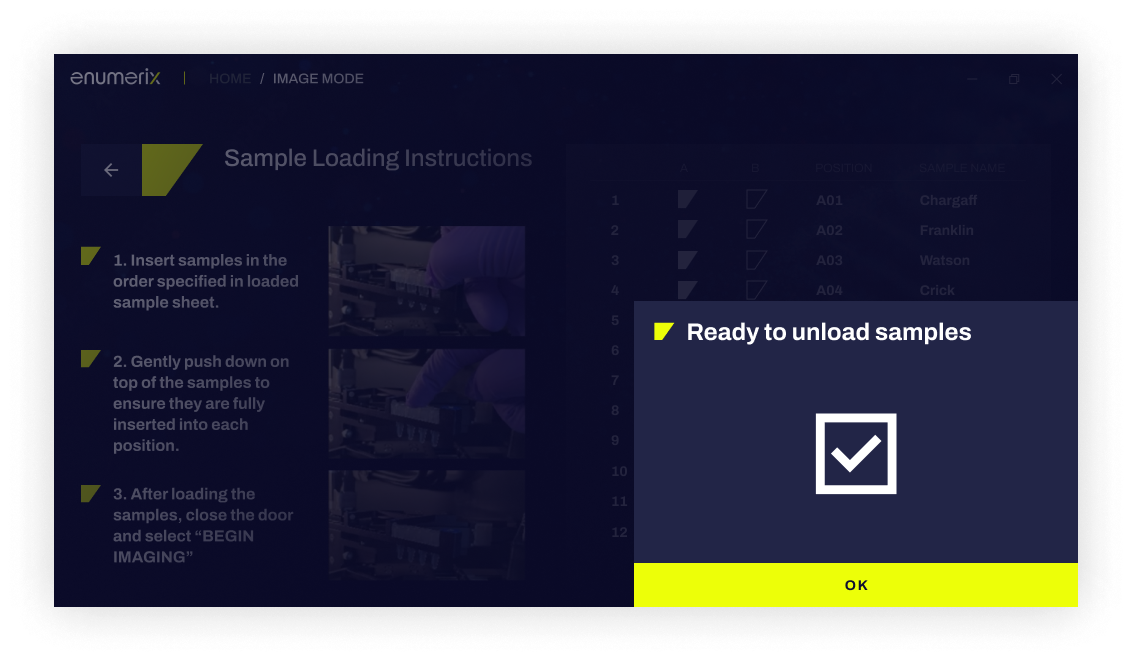 enumerix
HOME / IMAGE MODE
Sample Loading Instructions
1. Insert samples in the
order specified in loaded
sample sheet.
2. Gently push down on
top of the samples to
ensure they are fully
inserted into each
position.
3. After loading the
samples, close the door
and select “BEGIN
IMAGING”
A B POSITION SAMPLE NAME
1 A01 Chargaff
2 A02 Franklin
3 A03 Watson
4 A04 Crick
5
6
7
8
9
10
11
12
Ready to unload samples
OK